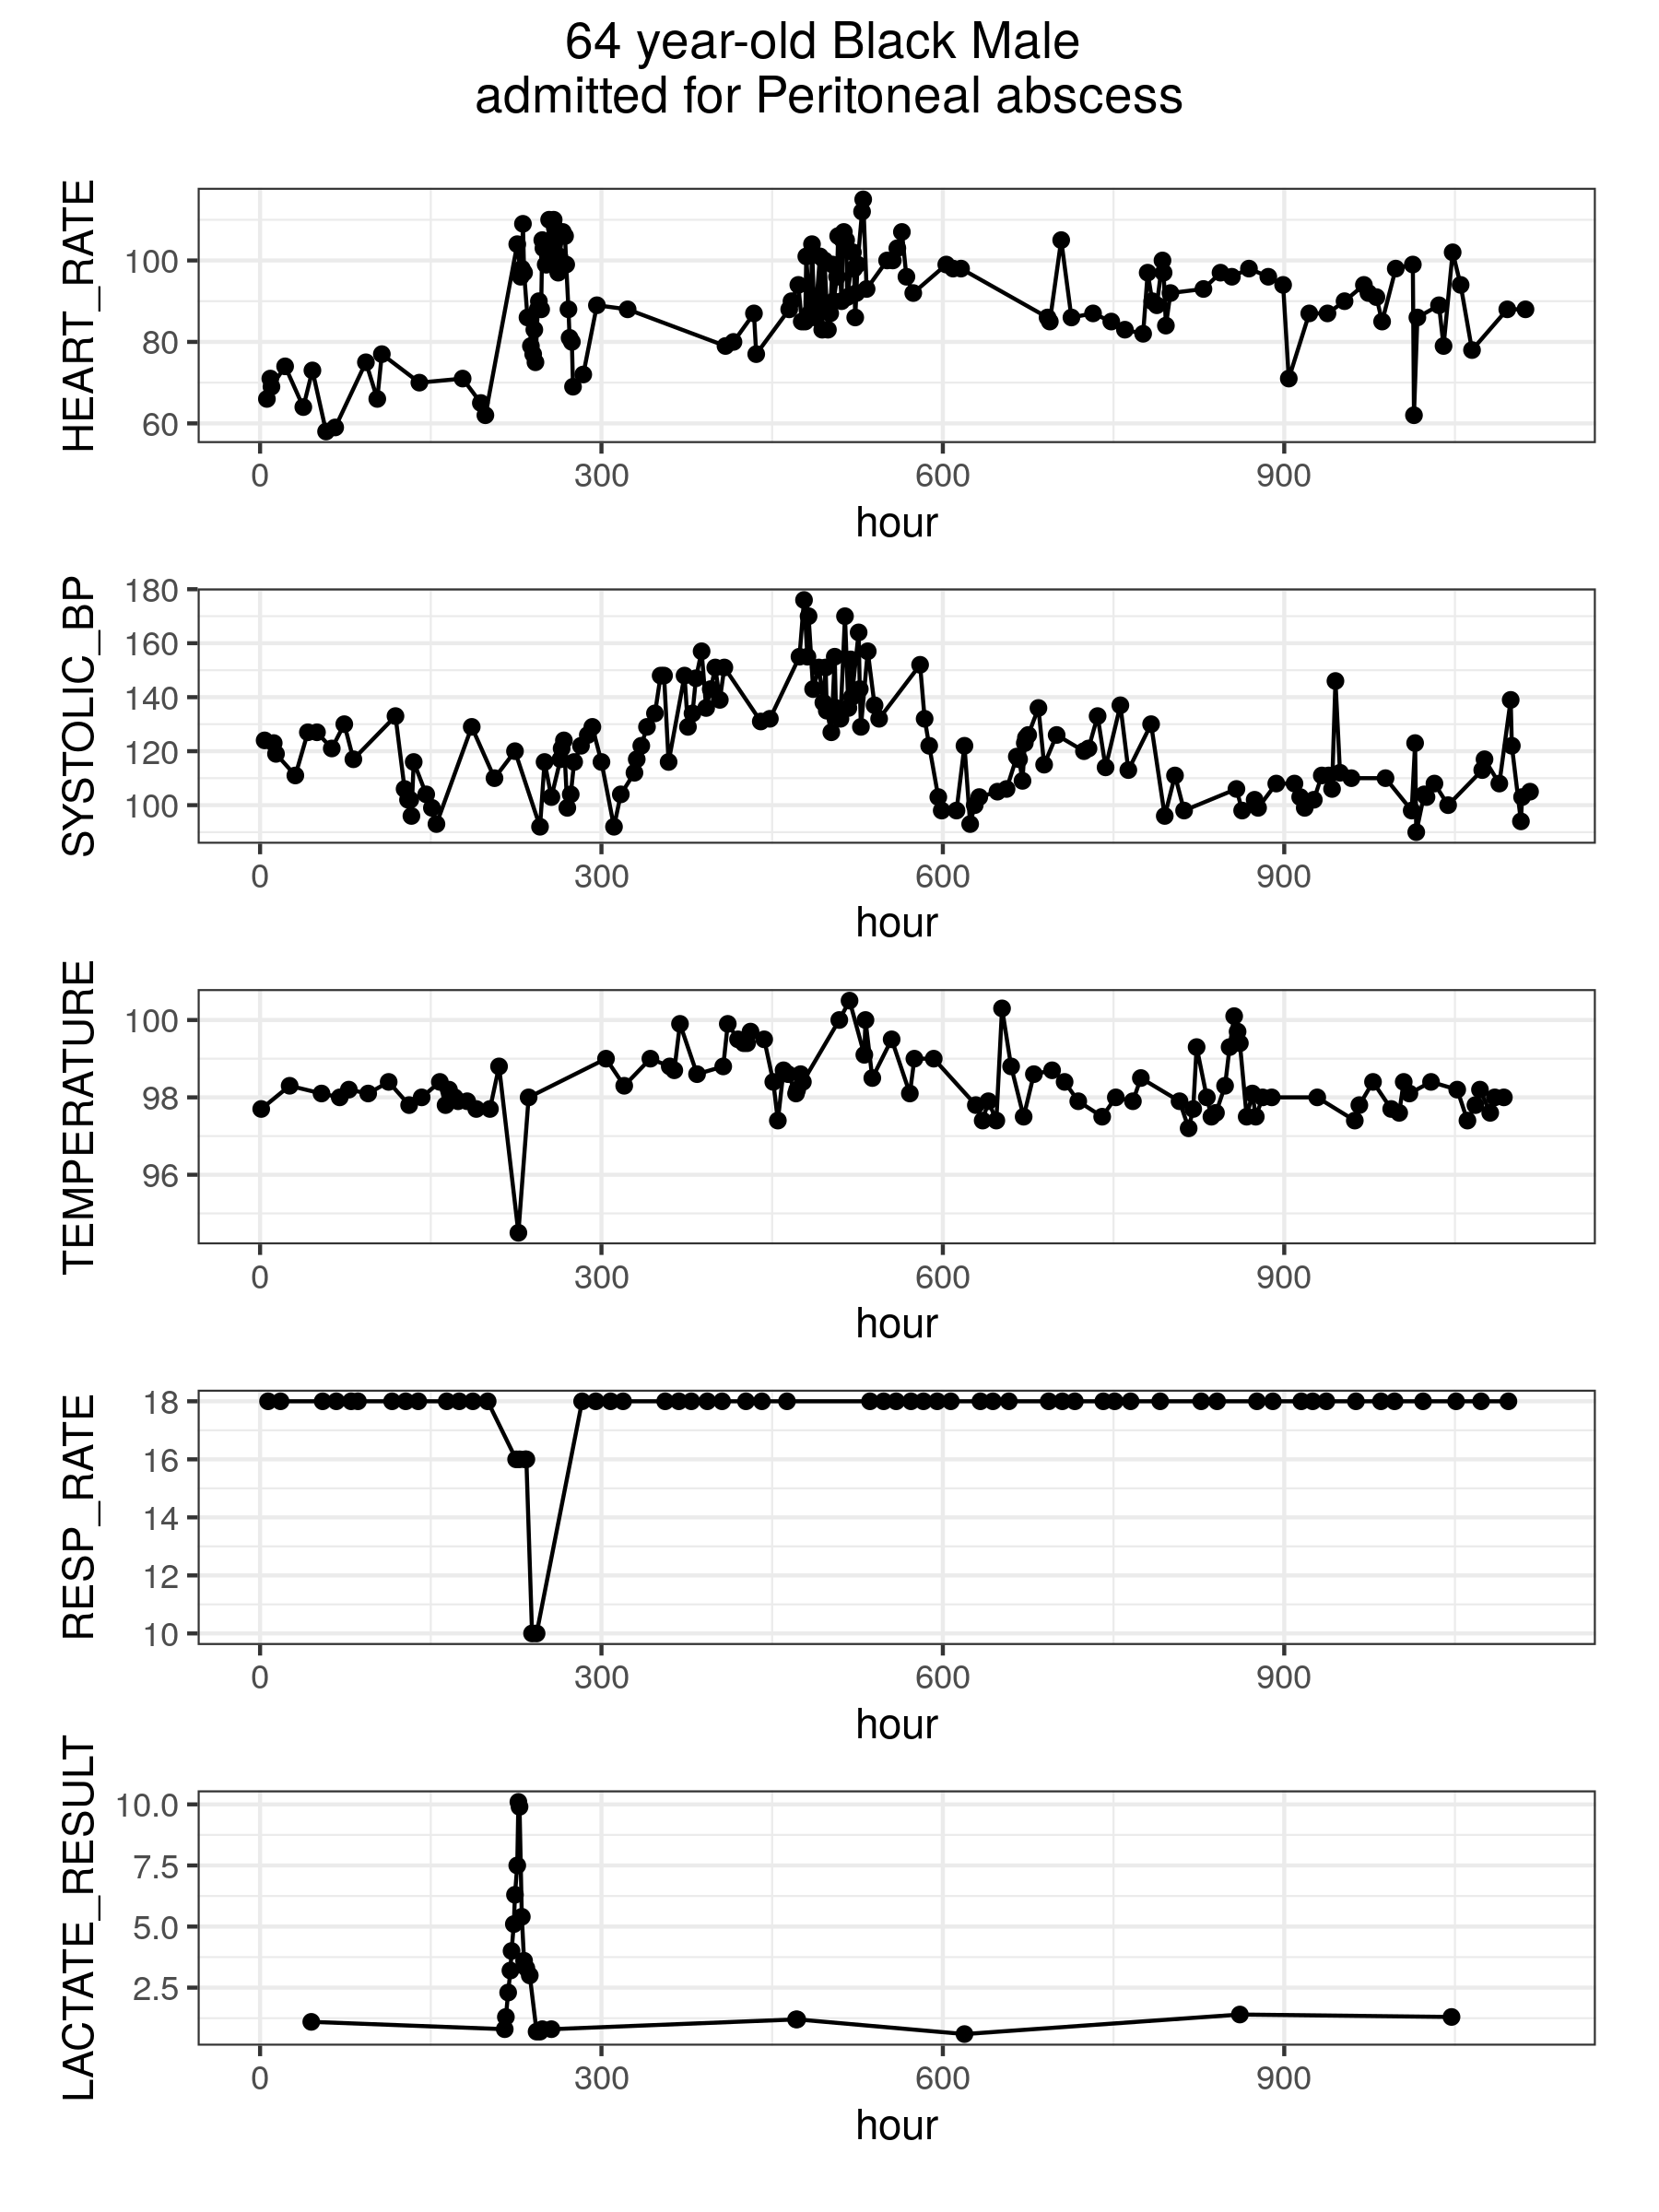 64 year-old Black Male
admitted for Peritoneal abscess
HEART_RATE
100
80
60
0 300 600 900
hour
SYSTOLIC_BP
180
160
140
120
100
0 300 600 900
hour
TEMPERATURE
100
98
96
0 300 600 900
hour
RESP_RATE
18
16
14
12
10
0 300 600 900
hour
LACTATE_RESULT
10.0
7.5
5.0
2.5
0 300 600 900
hour